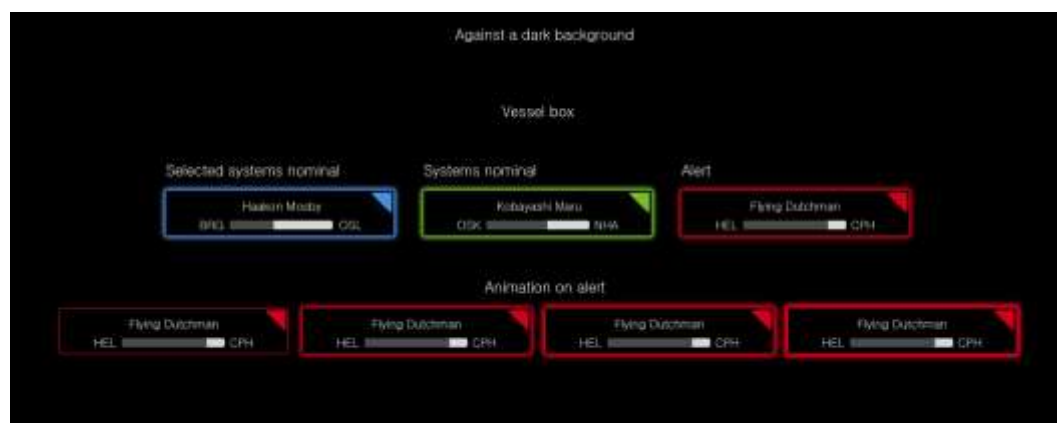 Against a dark background
Vessel box
Selected systems nominal Systems nominal Alert
Haakon Mosby Kobayashi Maru Flying Dutchman
BRG OSL OSK NHA HEL CPH
Animation on alert
Flying Dutchman Flying Dutchman Flying Dutchman Flying Dutchman
HEL CPH HEL CPH HEL CPH HEL CPH